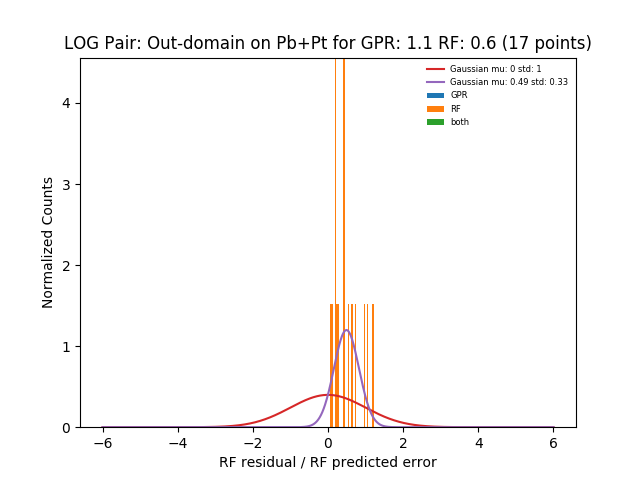 LOG Pair: Out-domain on Pb+Pt for GPR: 1.1 RF: 0.6 (17 points)
Gaussian mu: 0 std: 1
Gaussian mu: 0.49 std: 0.33
GPR
RF
both
Normalized Counts
4
3
2
1
0
−6
−4
−2
0
2
4
6
RF residual / RF predicted error